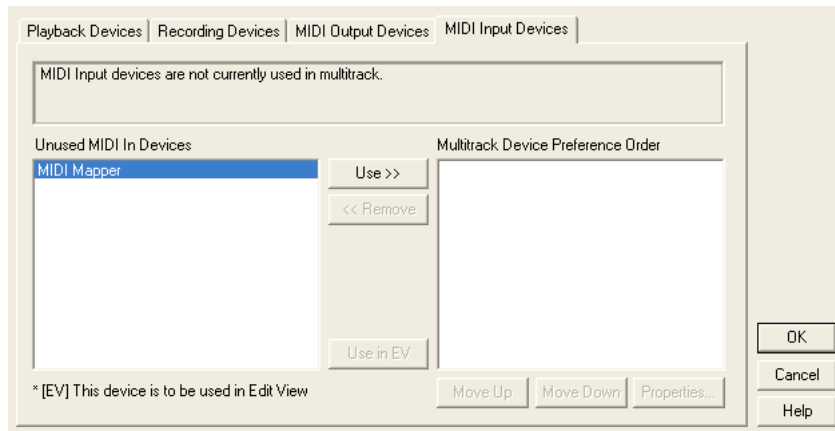 Playback Devices Recording Devices MIDI Output Devices MIDI Input Devices
MIDI Input devices are not currently used in multitrack.
Unused MIDI In Devices
Multitrack Device Preference Order
MIDI Mapper
Use >>
<< Remove
Use in EV
* [EV] This device is to be used in Edit View
Move Up Move Down Properties...
OK
Cancel
Help